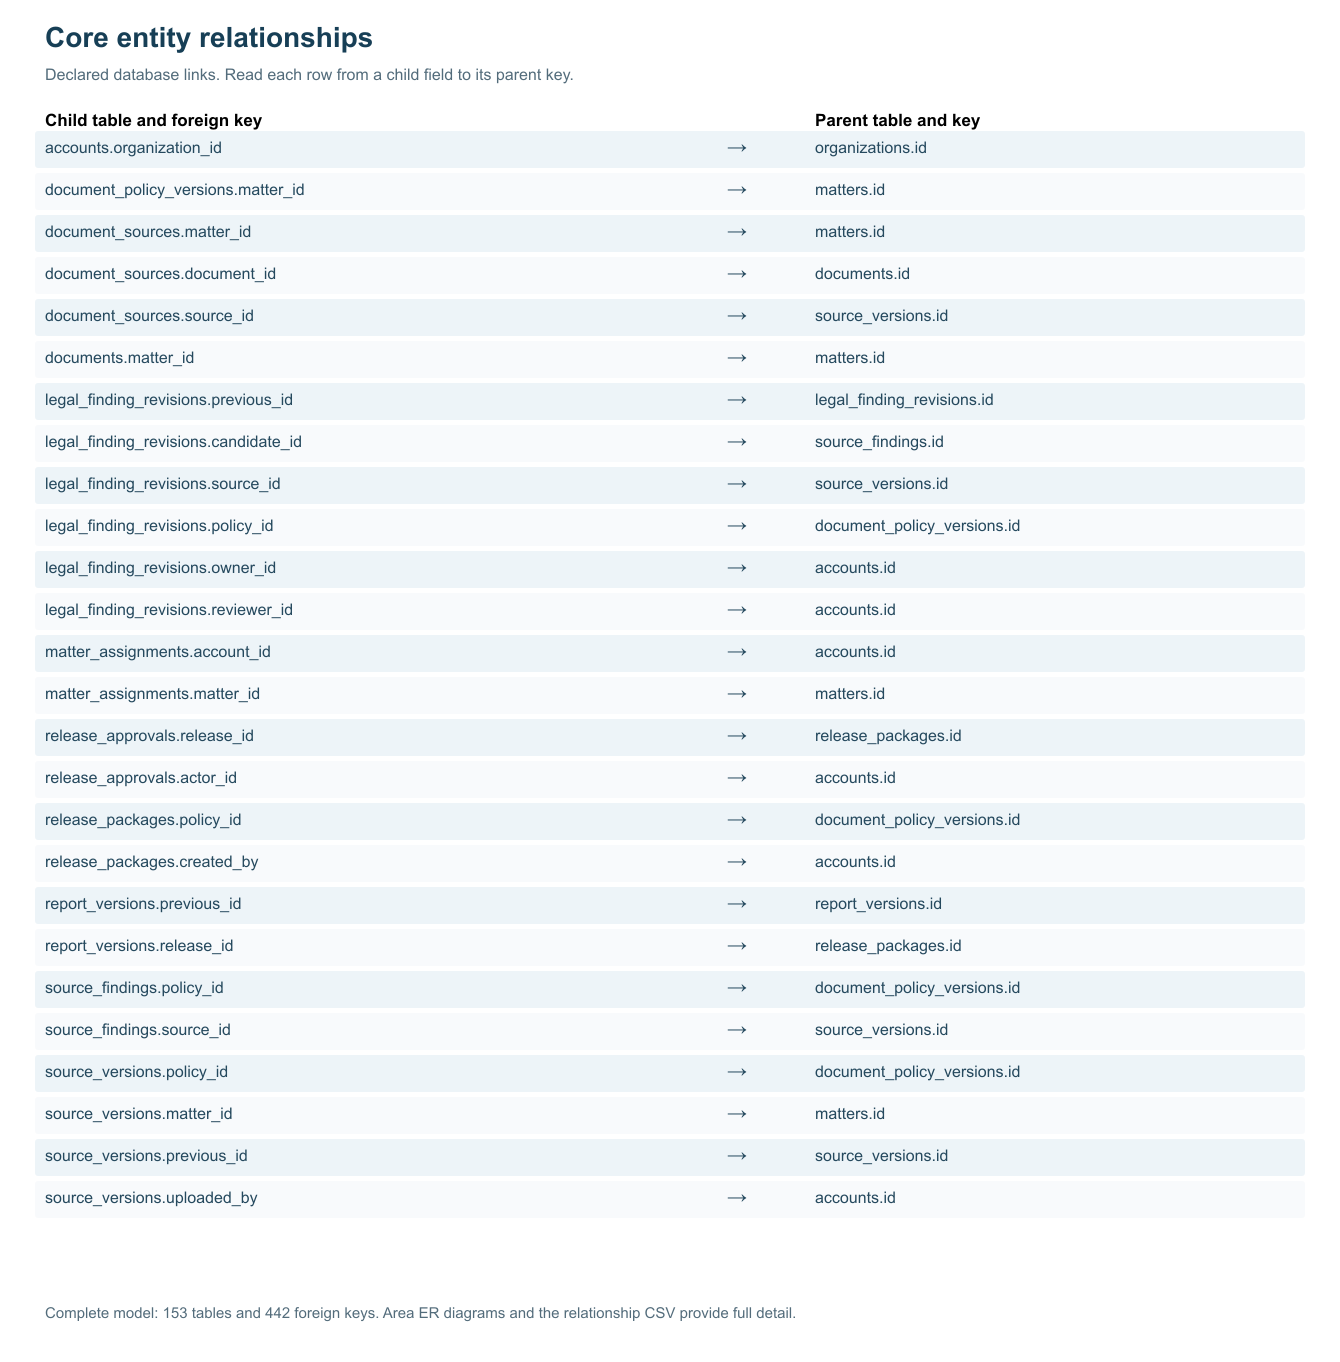 Core entity relationships
Declared database links. Read each row from a child field to its parent key.
Child table and foreign key Parent table and key
accounts.organization_id → organizations.id
document_policy_versions.matter_id → matters.id
document_sources.matter_id → matters.id
document_sources.document_id → documents.id
document_sources.source_id → source_versions.id
documents.matter_id → matters.id
legal_finding_revisions.previous_id → legal_finding_revisions.id
legal_finding_revisions.candidate_id → source_findings.id
legal_finding_revisions.source_id → source_versions.id
legal_finding_revisions.policy_id → document_policy_versions.id
legal_finding_revisions.owner_id → accounts.id
legal_finding_revisions.reviewer_id → accounts.id
matter_assignments.account_id → accounts.id
matter_assignments.matter_id → matters.id
release_approvals.release_id → release_packages.id
release_approvals.actor_id → accounts.id
release_packages.policy_id → document_policy_versions.id
release_packages.created_by → accounts.id
report_versions.previous_id → report_versions.id
report_versions.release_id → release_packages.id
source_findings.policy_id → document_policy_versions.id
source_findings.source_id → source_versions.id
source_versions.policy_id → document_policy_versions.id
source_versions.matter_id → matters.id
source_versions.previous_id → source_versions.id
source_versions.uploaded_by → accounts.id
Complete model: 153 tables and 442 foreign keys. Area ER diagrams and the relationship CSV provide full detail.